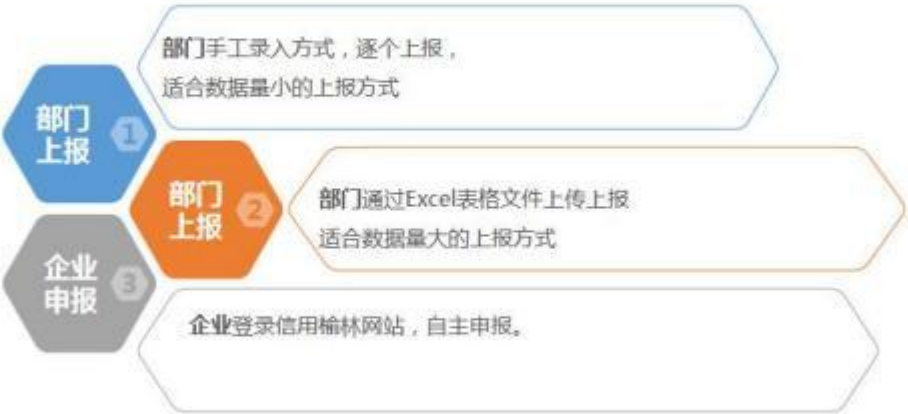 部门
上报
1
部门手工录入方式，逐个上报，
适合数据量小的上报方式
部门
上报
2
部门通过Excel表格文件上传上报
适合数据量大的上报方式
企业
申报
3
企业登录信用榆林网站，自主申报。